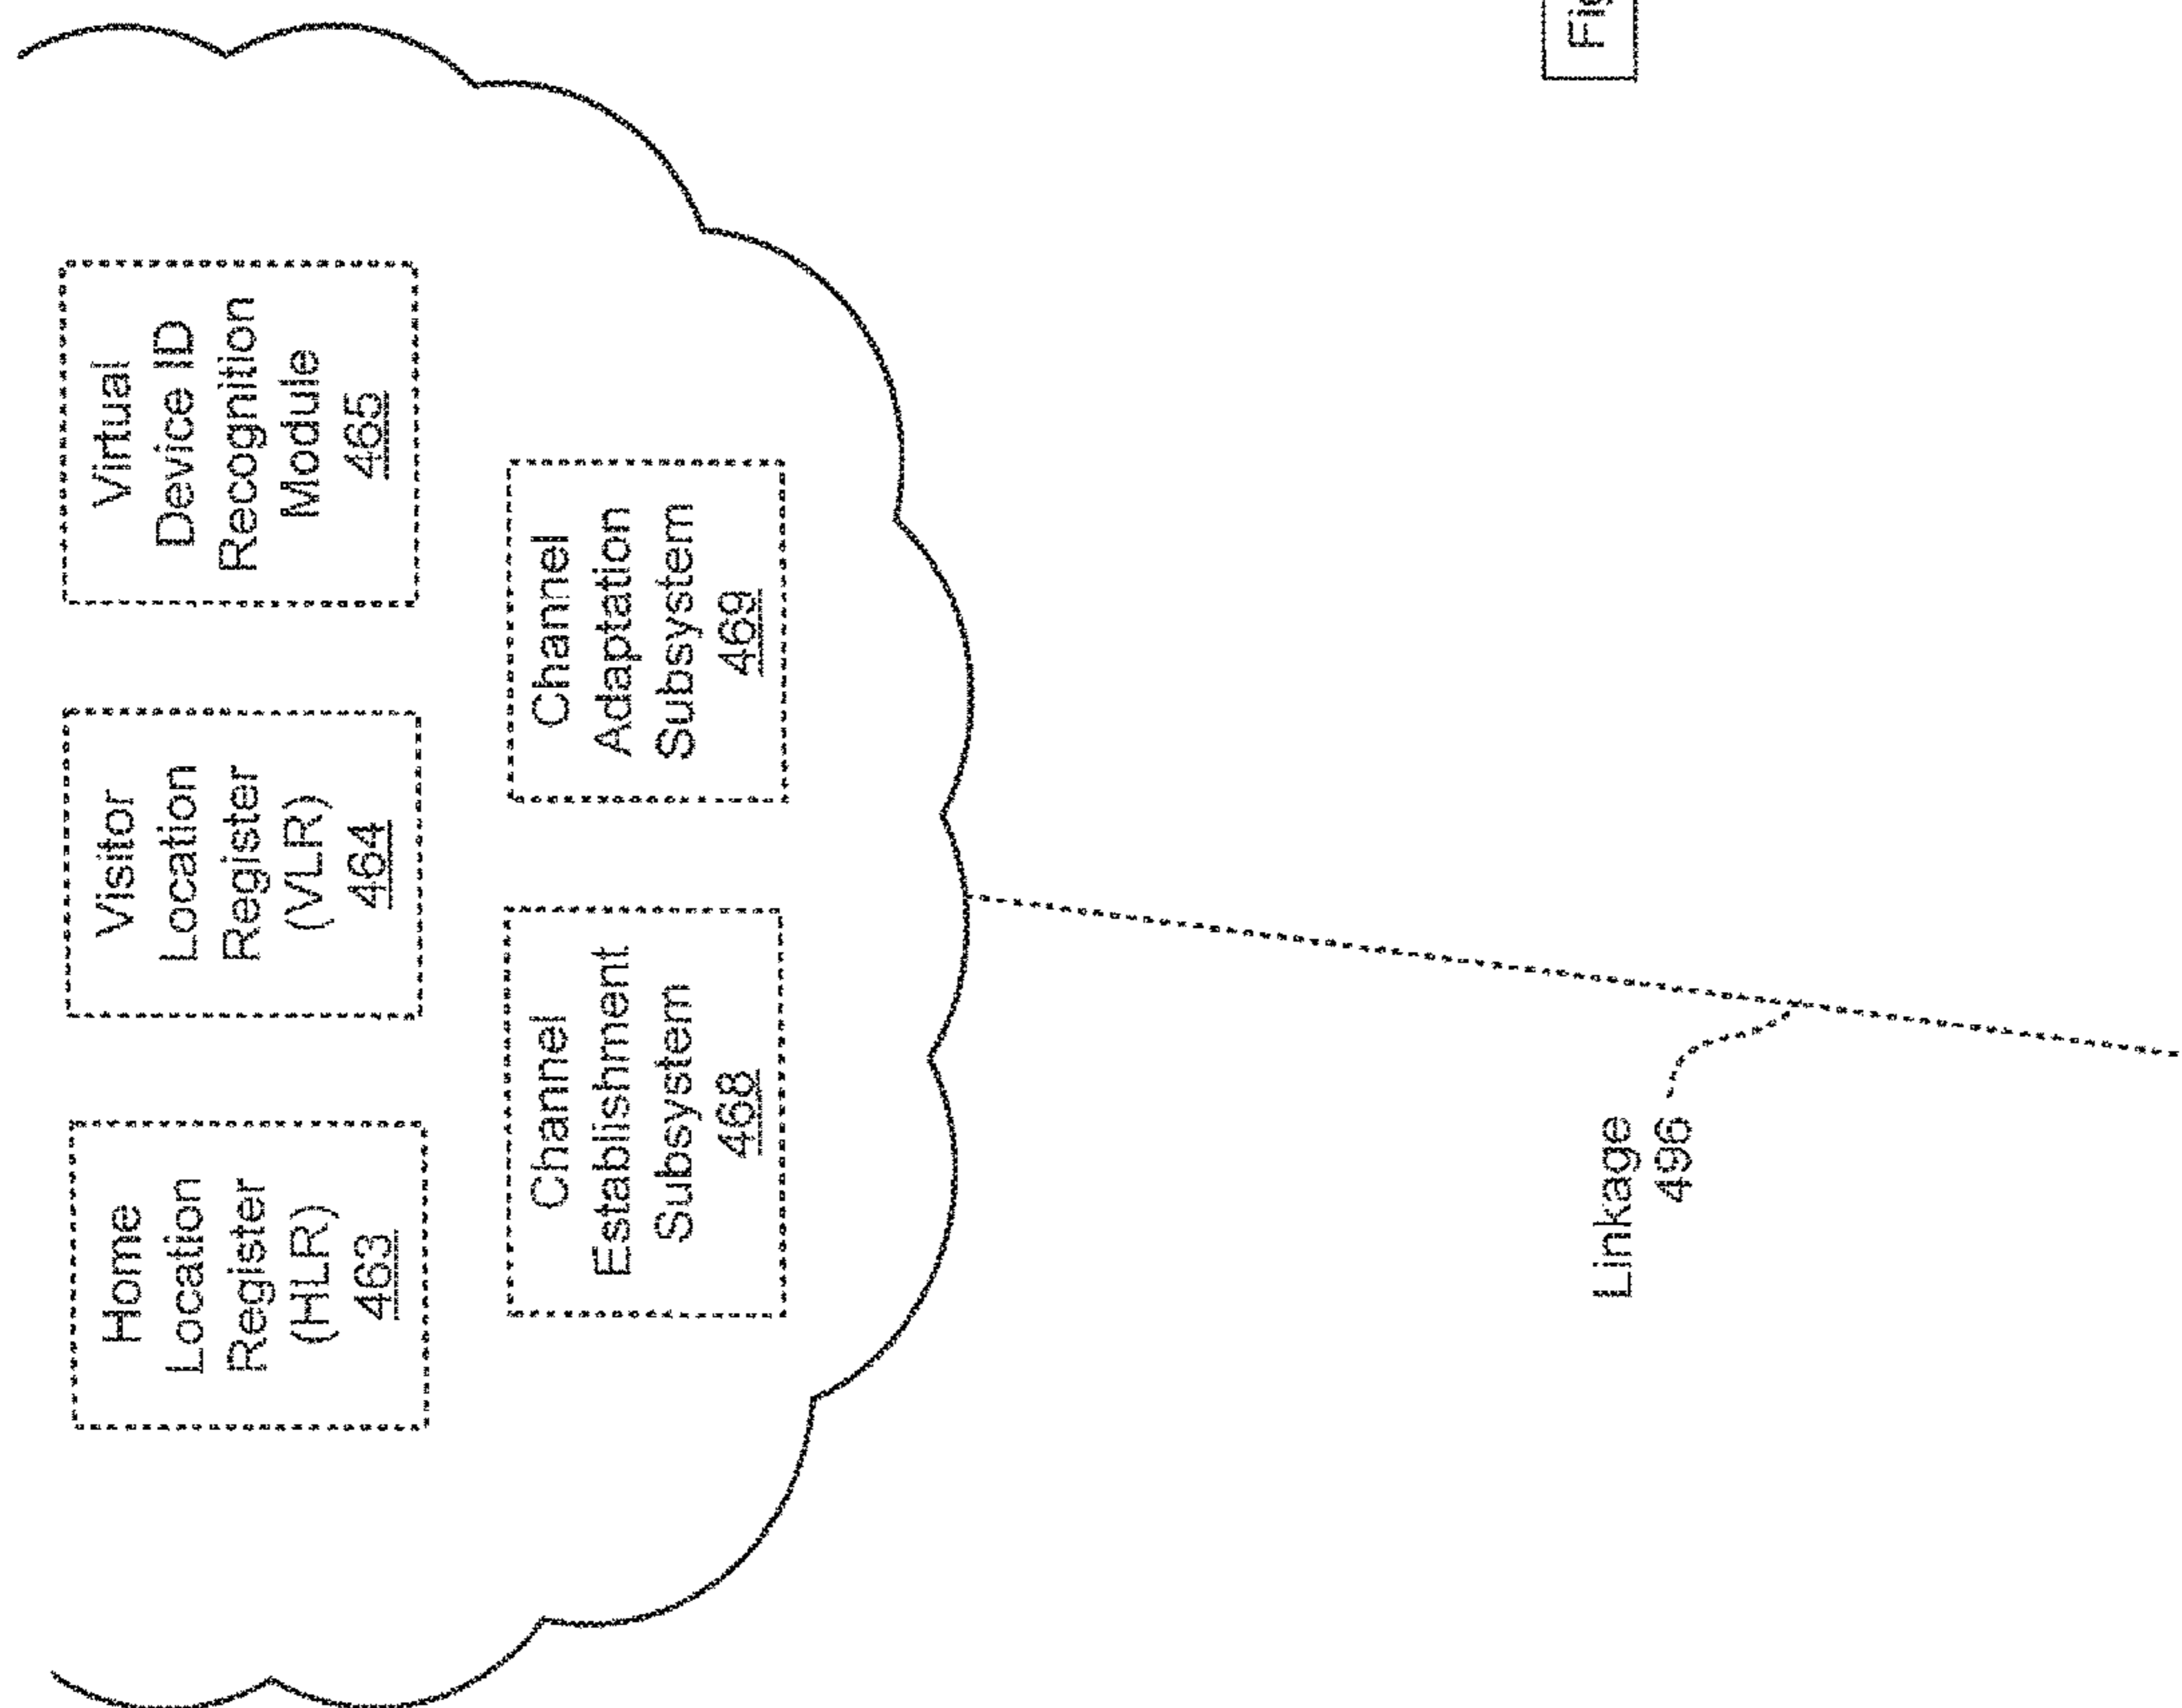 Home
Location
Register
(HLR)
463
Visitor
Location
Register
(VLR)
464
Virtual
Device ID
Recognition
Module
465
Channel
Establishment
Subsystem
468
Channel
Adaptation
Subsystem
469
Linkage
496